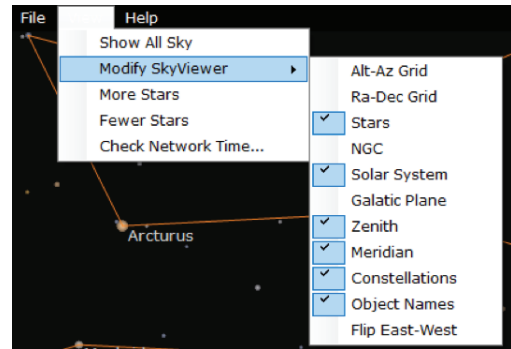 File Help
Show All Sky
Modify SkyViewer
More Stars
Fewer Stars
Check Network Time...
Alt-Az Grid
Ra-Dec Grid
Stars
NGC
Solar System
Galatic Plane
Zenith
Meridian
Constellations
Object Names
Flip East-West
Arcturus